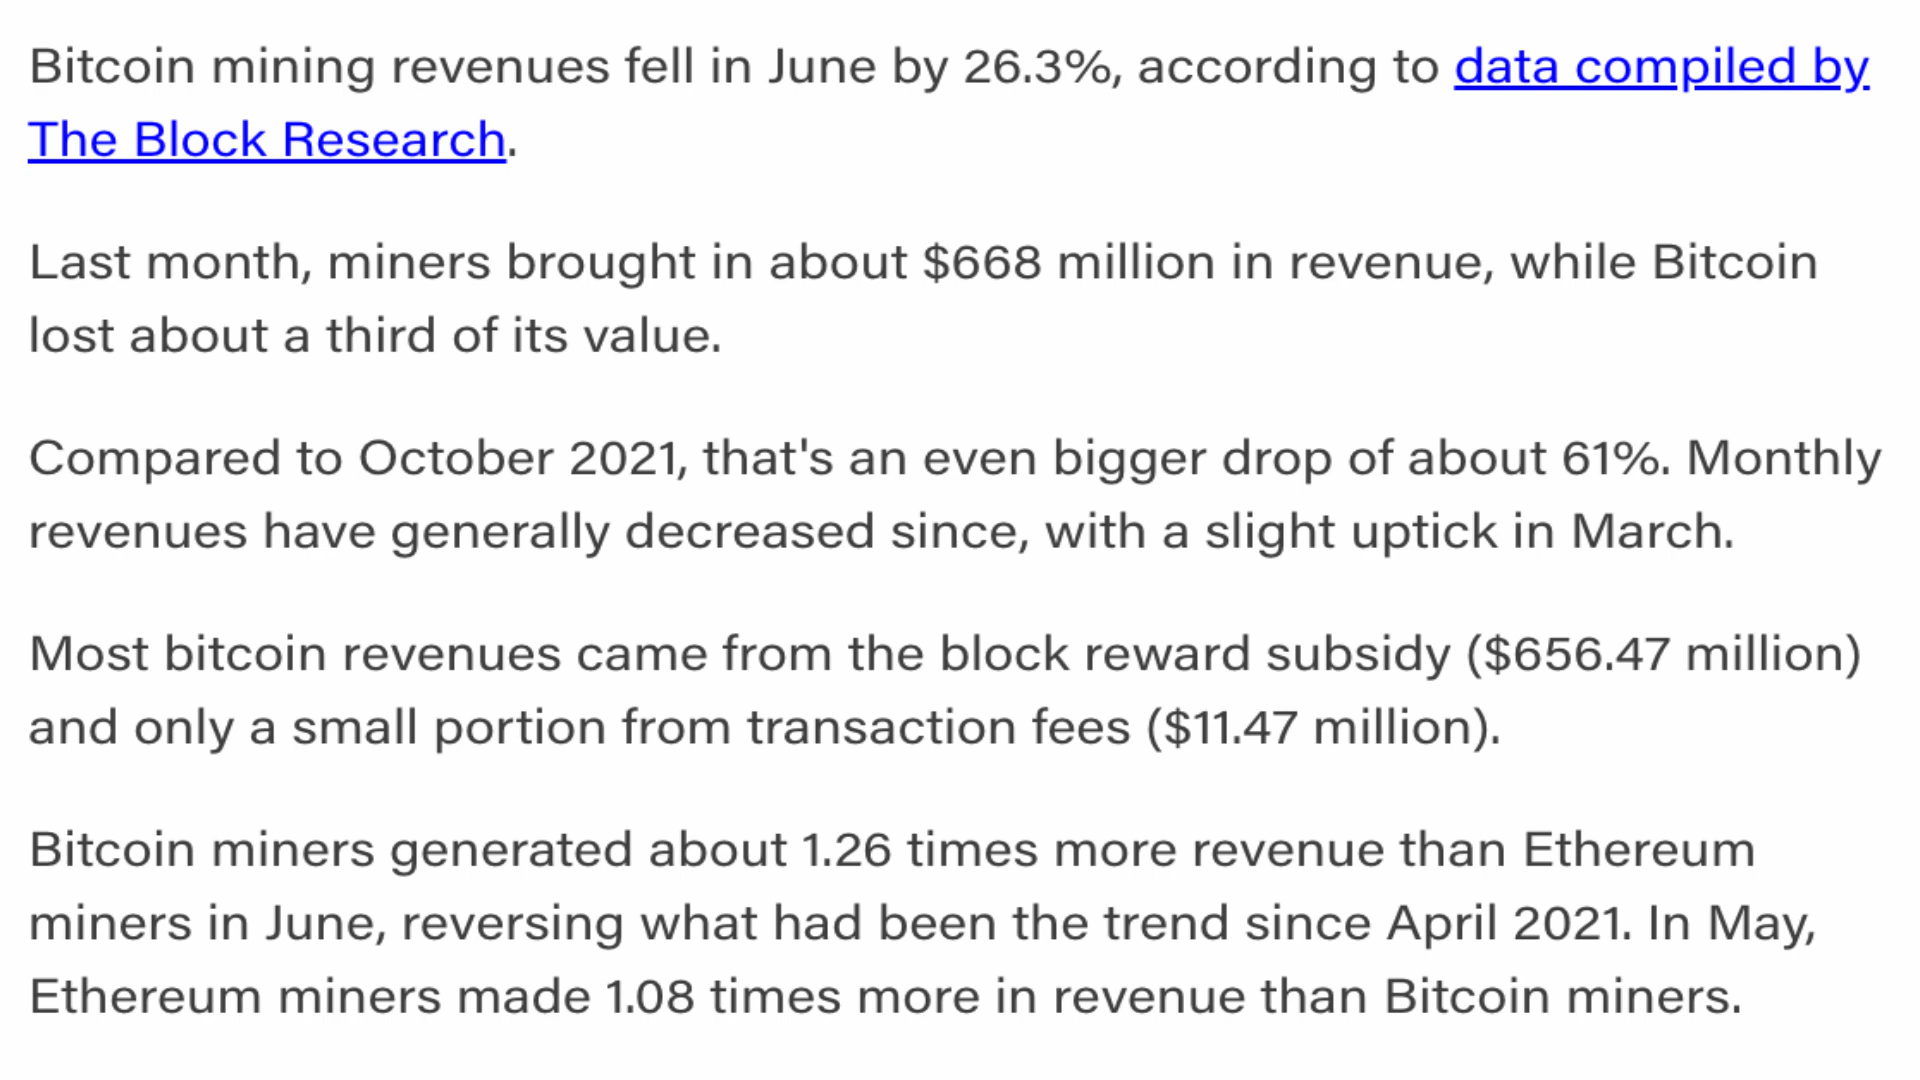 Bitcoin mining revenues fell in June by 26.3%, according to data compiled by
The Block Research.
Last month, miners brought in about $668 million in revenue, while Bitcoin
lost about a third of its value.
Compared to October 2021, that's an even bigger drop of about 61%. Monthly
revenues have generally decreased since, with a slight uptick in March.
Most bitcoin revenues came from the block reward subsidy ($656.47 million)
and only a small portion from transaction fees ($11.47 million).
Bitcoin miners generated about 1.26 times more revenue than Ethereum
miners in June, reversing what had been the trend since April 2021. In May,
Ethereum miners made 1.08 times more in revenue than Bitcoin miners.